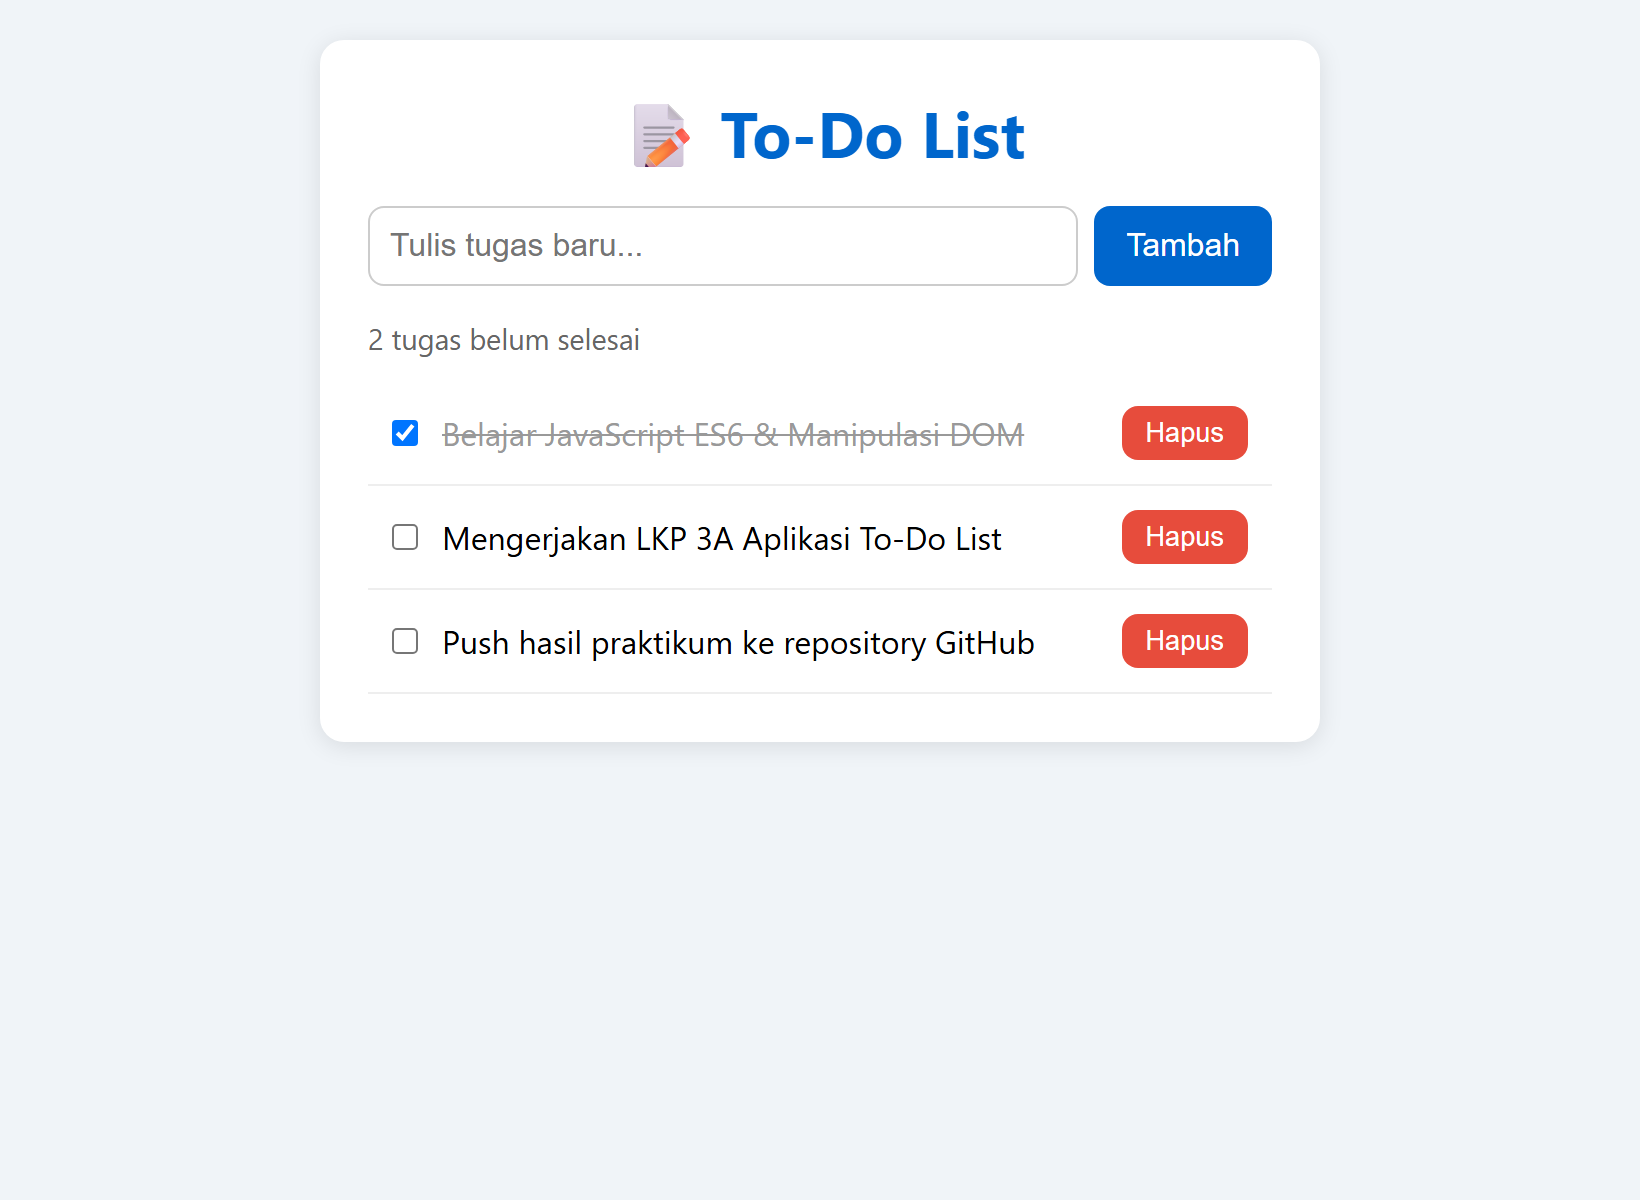 📝 To-Do List
Tulis tugas baru...
Tambah
2 tugas belum selesai
Belajar JavaScript ES6 & Manipulasi DOM
Hapus
Mengerjakan LKP 3A Aplikasi To-Do List
Hapus
Push hasil praktikum ke repository GitHub
Hapus